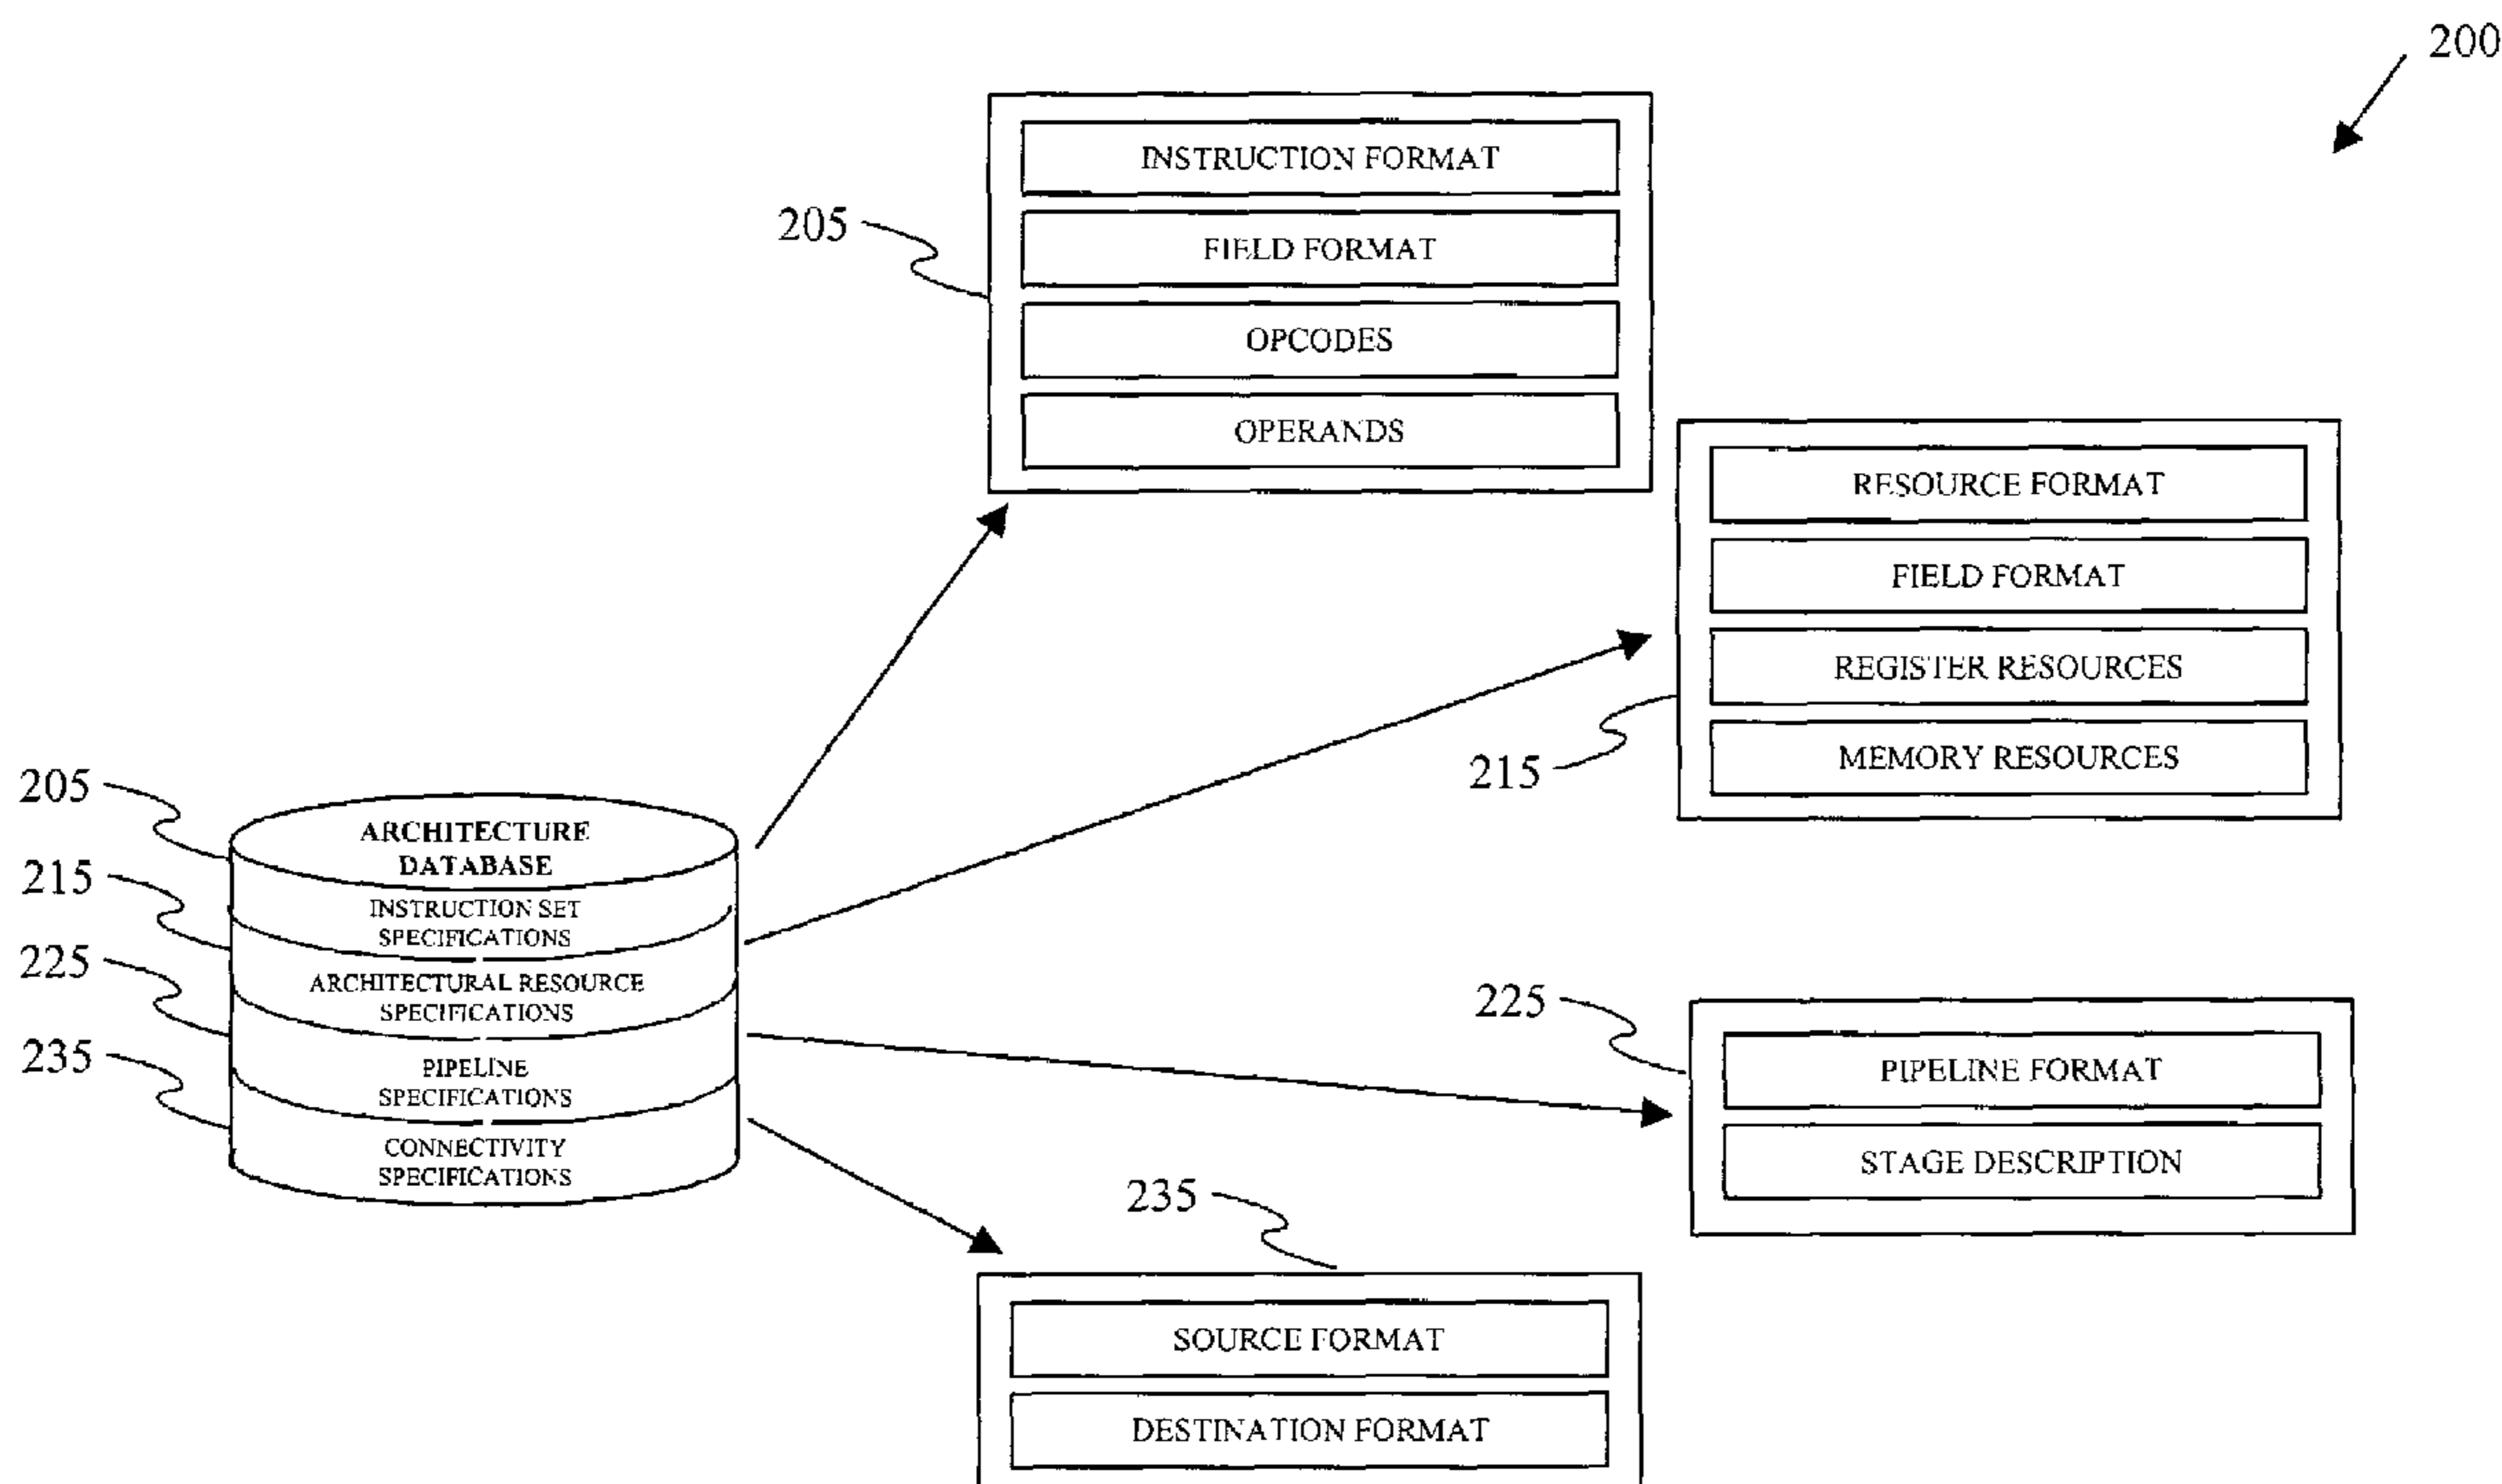 200
INSTRUCTION FORMAT
205
FIELD FORMAT
OPCODES
OPERANDS
RESOURCE FORMAT
FIELD FORMAT
REGISTER RESOURCES
215
MEMORY RESOURCES
205
ARCHITECTURE
DATABASE
215
INSTRUCTION SET
SPECIFICATIONS
225
ARCHITECTURAL RESOURCE
SPECIFICATIONS
235
PIPELINE
SPECIFICATIONS
CONNECTIVITY
SPECIFICATIONS
225
PIPELINE FORMAT
STAGE DESCRIPTION
235
SOURCE FORMAT
DESTINATION FORMAT